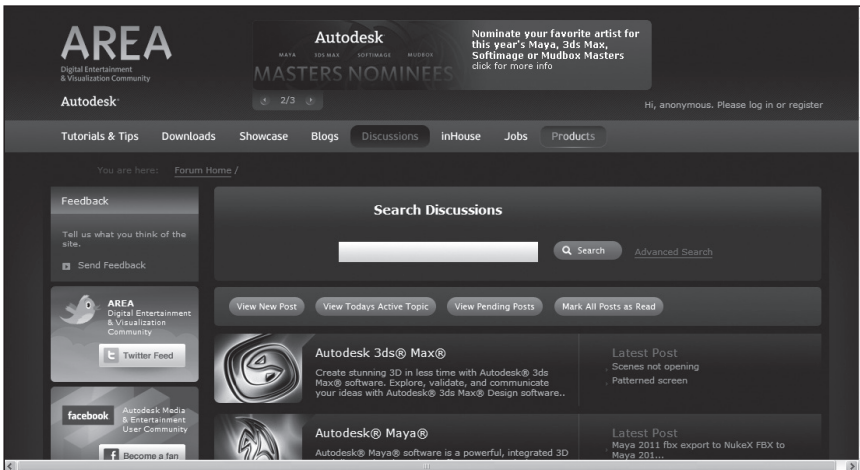 AREA
Digital Entertainment
& Visualization Community
Autodesk
Autodesk
MAYA 3DS MAX SOFTIMAGE MUDBOX
MASTERS NOMINEES
Nominate your favorite artist for
this year's Maya, 3ds Max,
Softimage or Mudbox Masters
click for more info
2/3
Hi, anonymous. Please log in or register
Tutorials & Tips Downloads Showcase Blogs Discussions inHouse Jobs Products
You are here: Forum Home /
Feedback
Tell us what you think of the
site.
Send Feedback
AREA
Digital Entertainment
& Visualization
Community
Twitter Feed
facebook
Autodesk Media
& Entertainment
User Community
f Become a fan
Search Discussions
Search Advanced Search
View New Post View Todays Active Topic View Pending Posts Mark All Posts as Read
Autodesk 3ds® Max®
Create stunning 3D in less time with Autodesk® 3ds
Max® software. Explore, validate, and communicate
your ideas with Autodesk® 3ds Max® Design software..
Latest Post
Scenes not opening
Patterned screen
Autodesk® Maya®
Autodesk® Maya® software is a powerful, integrated 3D
Latest Post
Maya 2011 fbx export to NukeX FBX to
Maya 201...